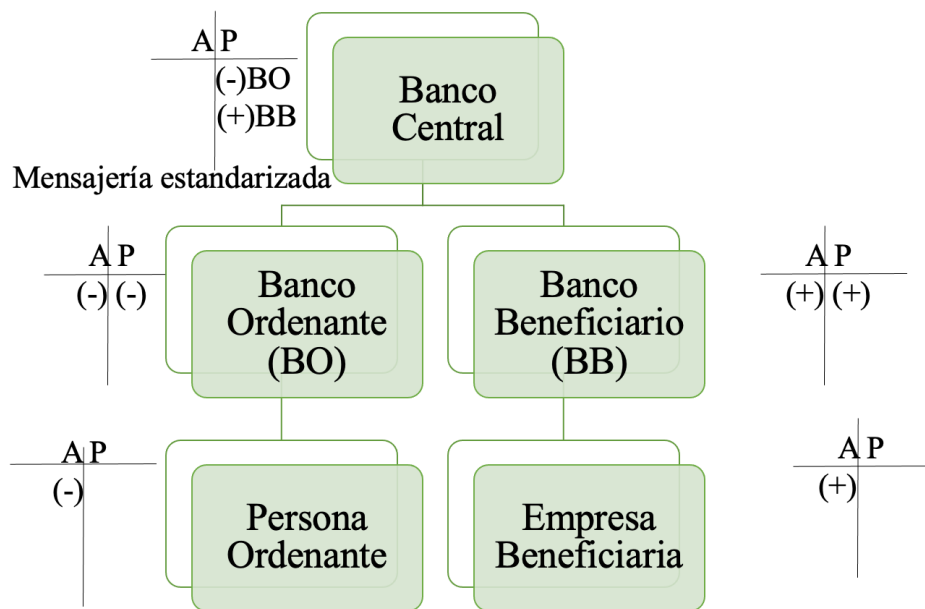 A P
(-)BO
(+)BB
Banco
Central
Mensajería estandarizada
A P
(-) (-)
Banco
Ordenante
(BO)
Banco
Beneficiario
(BB)
A P
(+) (+)
A P
(-)
Persona
Ordenante
Empresa
Beneficiaria
A P
(+)